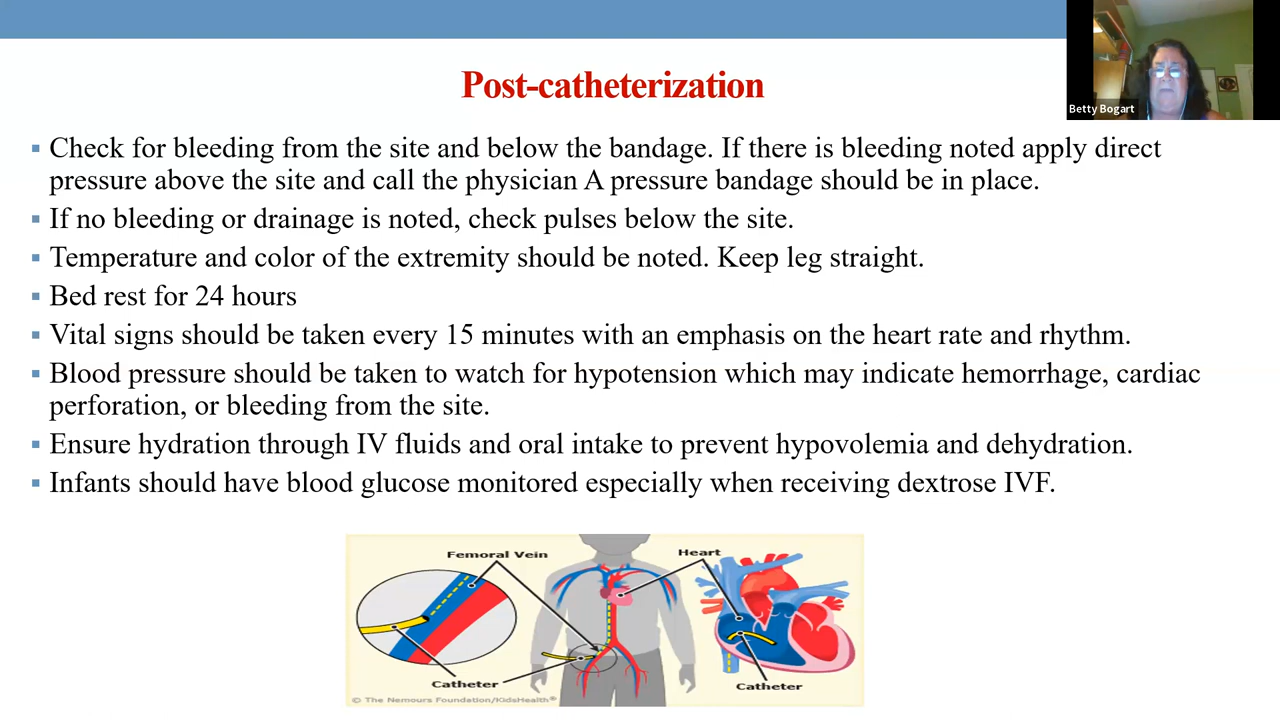 Betty Bogart
Post-catheterization
▪ Check for bleeding from the site and below the bandage. If there is bleeding noted apply direct
pressure above the site and call the physician A pressure bandage should be in place.
▪ If no bleeding or drainage is noted, check pulses below the site.
▪ Temperature and color of the extremity should be noted. Keep leg straight.
▪ Bed rest for 24 hours
▪ Vital signs should be taken every 15 minutes with an emphasis on the heart rate and rhythm.
▪ Blood pressure should be taken to watch for hypotension which may indicate hemorrhage, cardiac
perforation, or bleeding from the site.
▪ Ensure hydration through IV fluids and oral intake to prevent hypovolemia and dehydration.
▪ Infants should have blood glucose monitored especially when receiving dextrose IVF.
Femoral Vein
Heart
Catheter
Catheter
© The Nemours Foundation/KidsHealth®